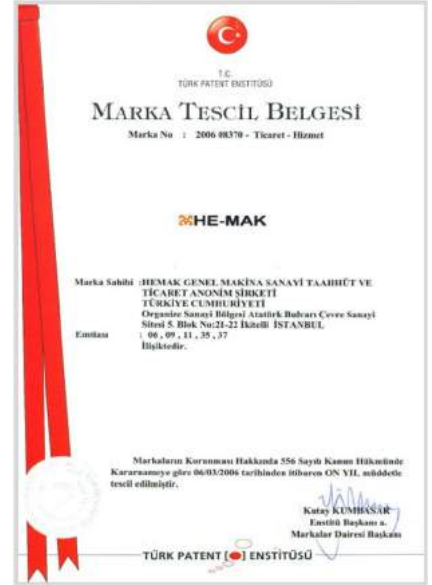 T.C.
TÜRK PATENT ENSTİTÜSÜ
MARKA TESCİL BELGESİ
Marka No : 2006 08370 - Ticaret - Hizmet
HE-MAK
Marka Sahibi :HEMAK GENEL MAKİNA SANAYİ TAAHHÜT VE
TİCARET ANONİM ŞİRKETİ
TÜRKİYE CUMHURİYETİ
Organize Sanayi Bölgesi Atatürk Bulvarı Çevre Sanayi
Sitesi 5. Blok No:21-22 İkitelli İSTANBUL
Emtiası : 06 , 09 , 11 , 35 , 37
İlişiktedir.
Markaların Korunması Hakkında 556 Sayılı Kanun Hükmünde
Kararnameye göre 06/03/2006 tarihinden itibaren ON YIL müddetle
tescil edilmiştir.
Kutay KUMBASAR
Enstitü Başkanı a.
Markalar Dairesi Başkanı
TÜRK PATENT [ ] ENSTİTÜSÜ